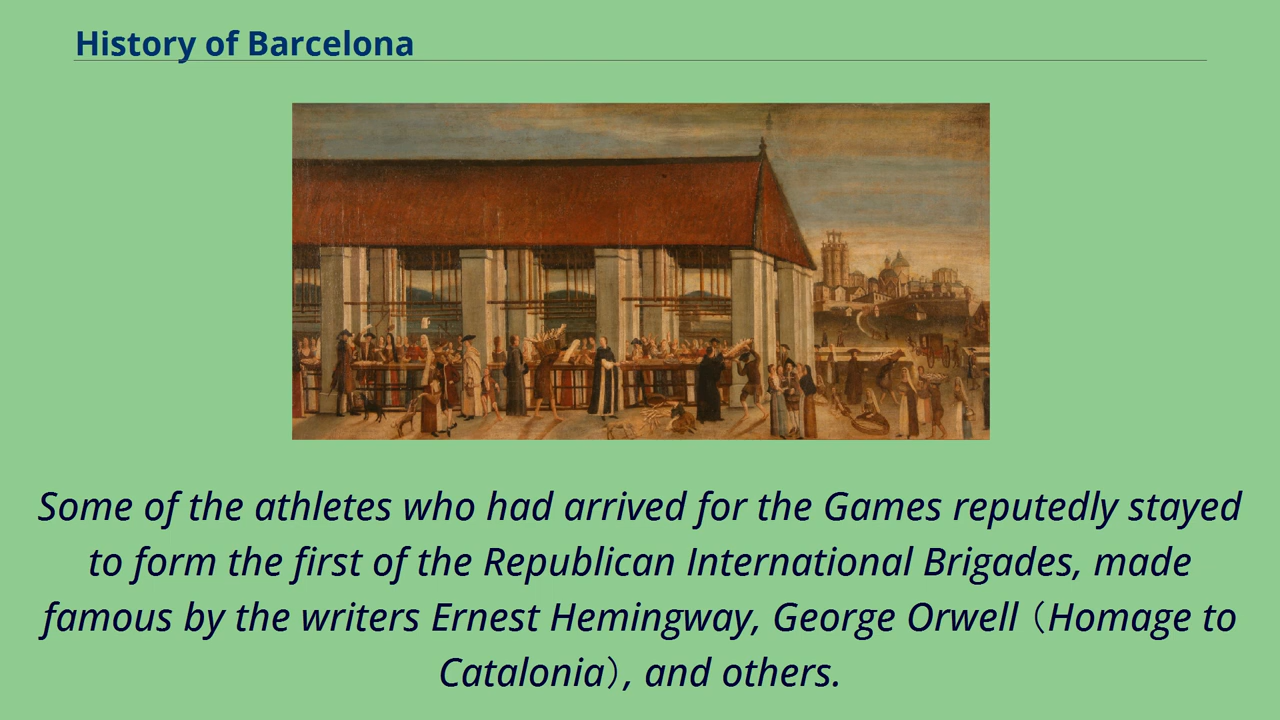 History of Barcelona
Some of the athletes who had arrived for the Games reputedly stayed
to form the first of the Republican International Brigades, made
famous by the writers Ernest Hemingway, George Orwell（Homage to
Catalonia）, and others.